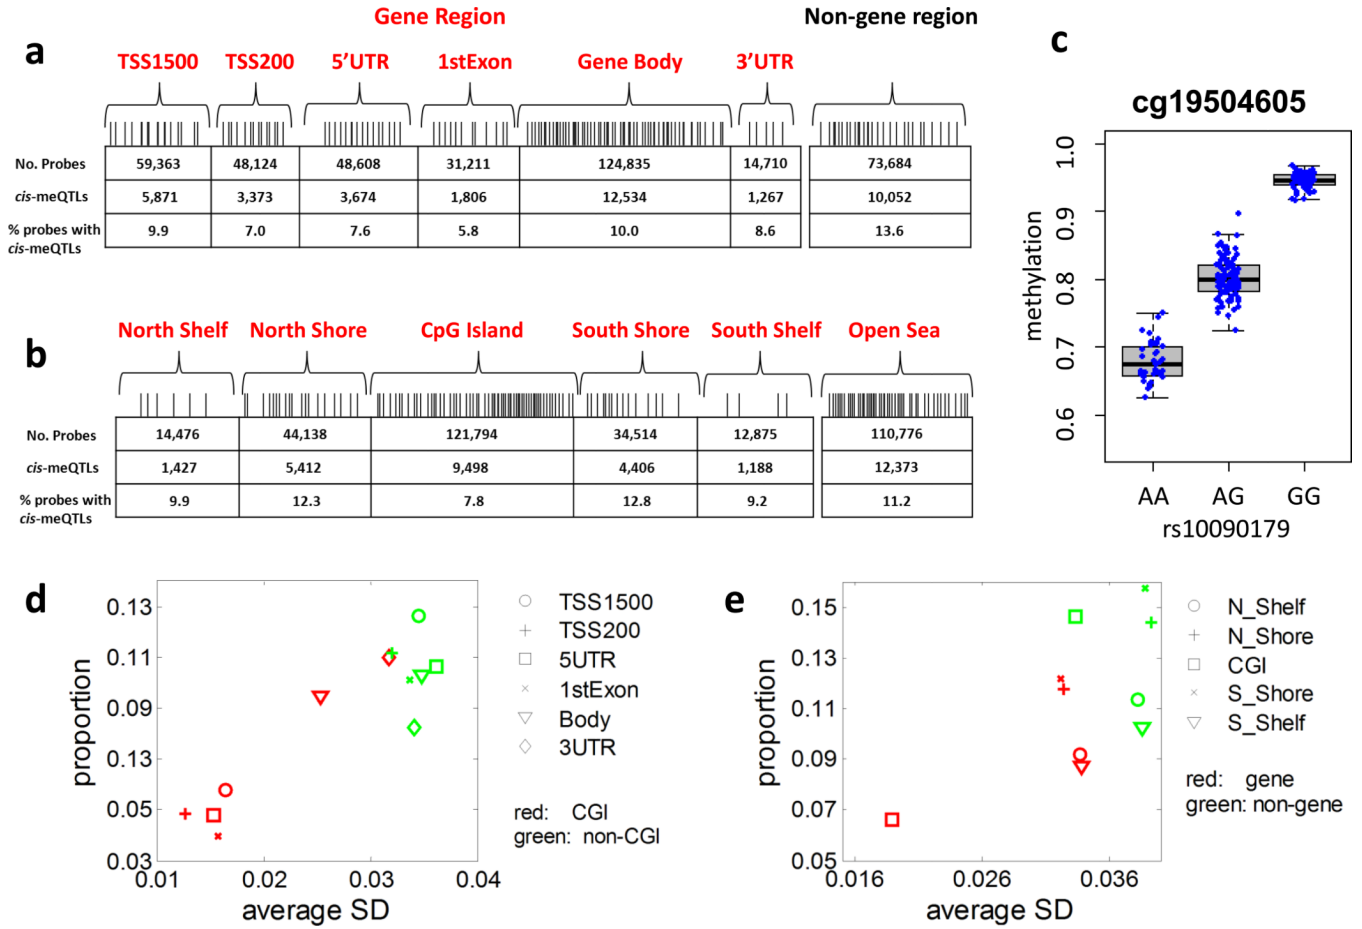 Gene Region
Non-gene region
a
TSS1500 TSS200 5'UTR 1stExon Gene Body 3'UTR
No. Probes 59,363 48,124 48,608 31,211 124,835 14,710 73,684
cis-meQTLs 5,871 3,373 3,674 1,806 12,534 1,267 10,052
% probes with 9.9 7.0 7.6 5.8 10.0 8.6 13.6
cis-meQTLs
b
North Shelf North Shore CpG Island South Shore South Shelf Open Sea
No. Probes 14,476 44,138 121,794 34,514 12,875 110,776
cis-meQTLs 1,427 5,412 9,498 4,406 1,188 12,373
% probes with 9.9 12.3 7.8 12.8 9.2 11.2
cis-meQTLs
c
cg19504605
methylation
1.0
0.9
0.8
0.7
0.6
AA AG GG
rs10090179
d
proportion
0.13
0.11
0.09
0.13
0.05
0.03
0.01 0.02 0.03 0.04
average SD
TSS1500
TSS200
5UTR
1stExon
Body
3UTR
red: CGI
green: non-CGI
e
proportion
0.15
0.13
0.11
0.09
0.07
0.05
0.016 0.026 0.036
average SD
N_Shelf
N_Shore
CGI
S_Shore
S_Shelf
red: gene
green: non-gene